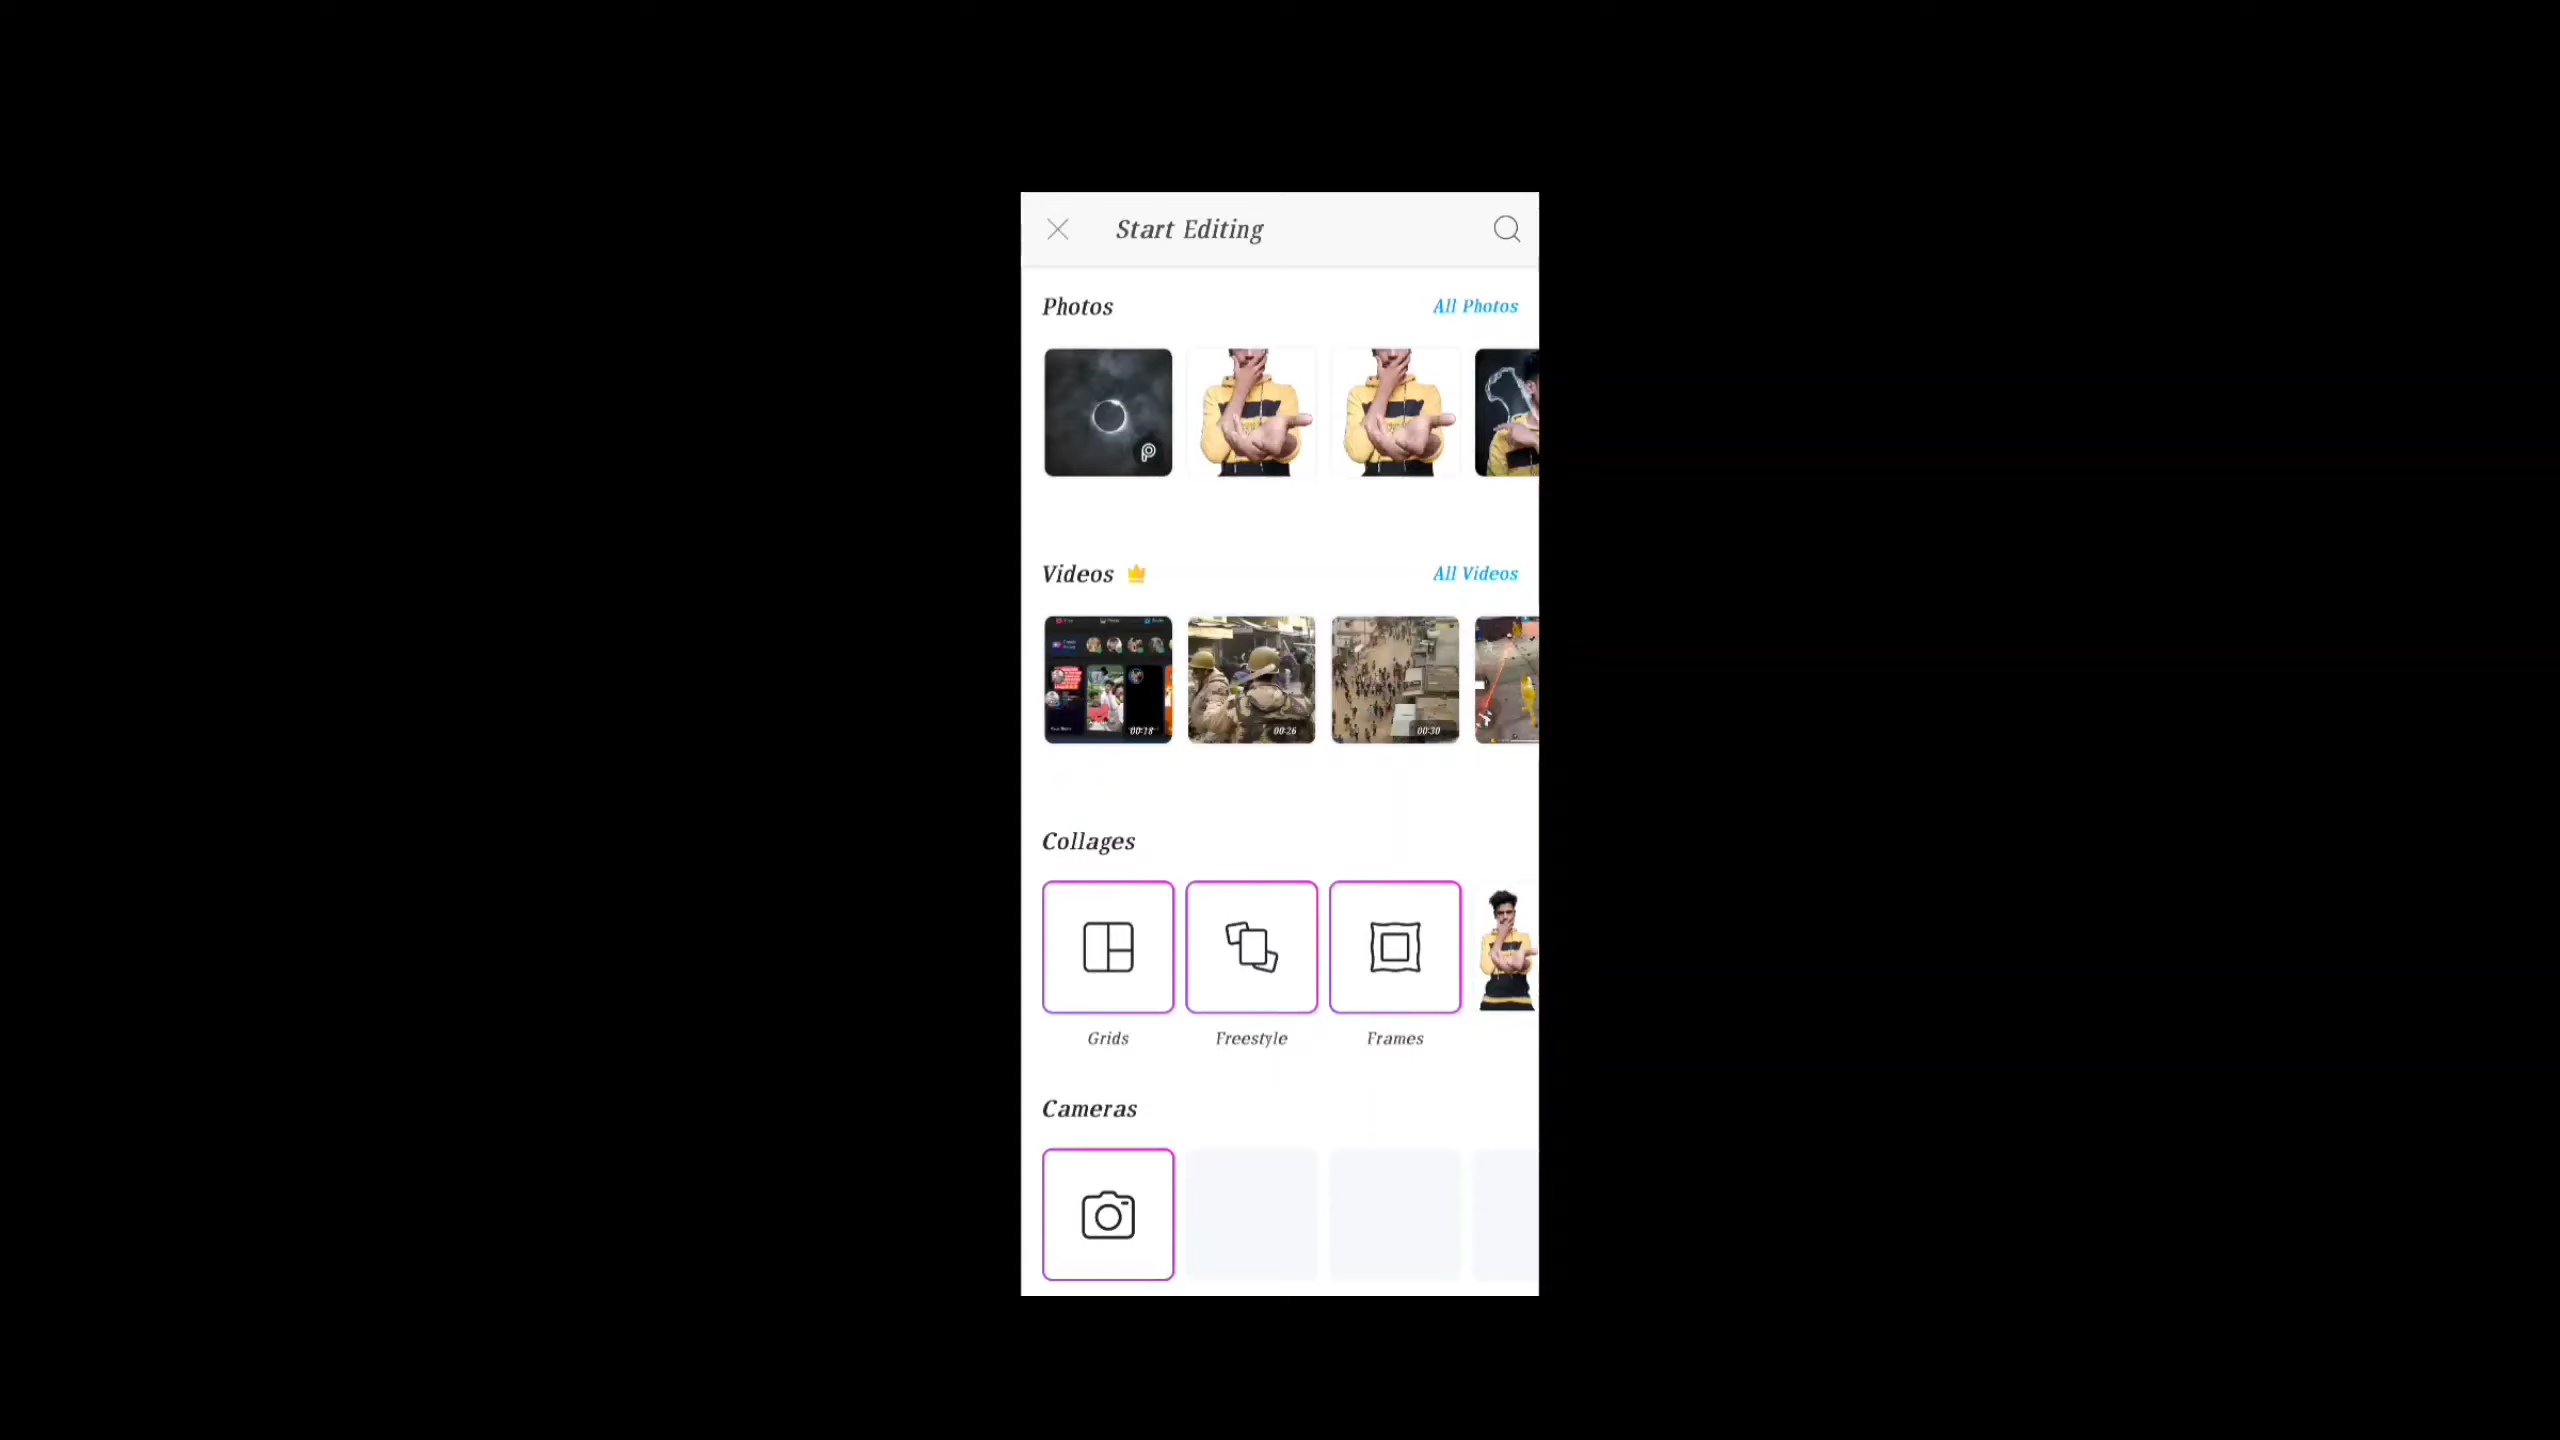 Start Editing
Photos
All Photos
Videos
All Videos
00:18
00:26
00:30
Collages
Grids
Freestyle
Frames
Cameras